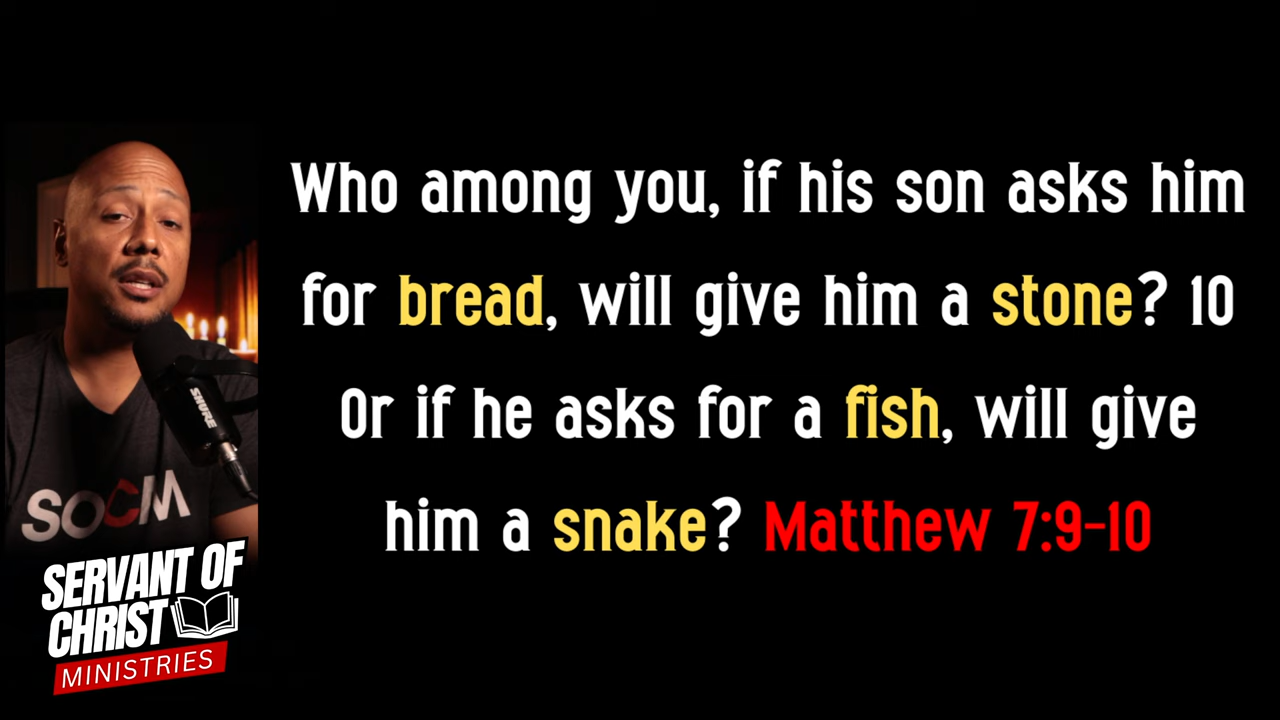 Who among you, if his son asks him
for bread, will give him a stone? 10
Or if he asks for a fish, will give
him a snake? Matthew 7:9-10
SHURE
SOCM
SERVANT OF
CHRIST
MINISTRIES